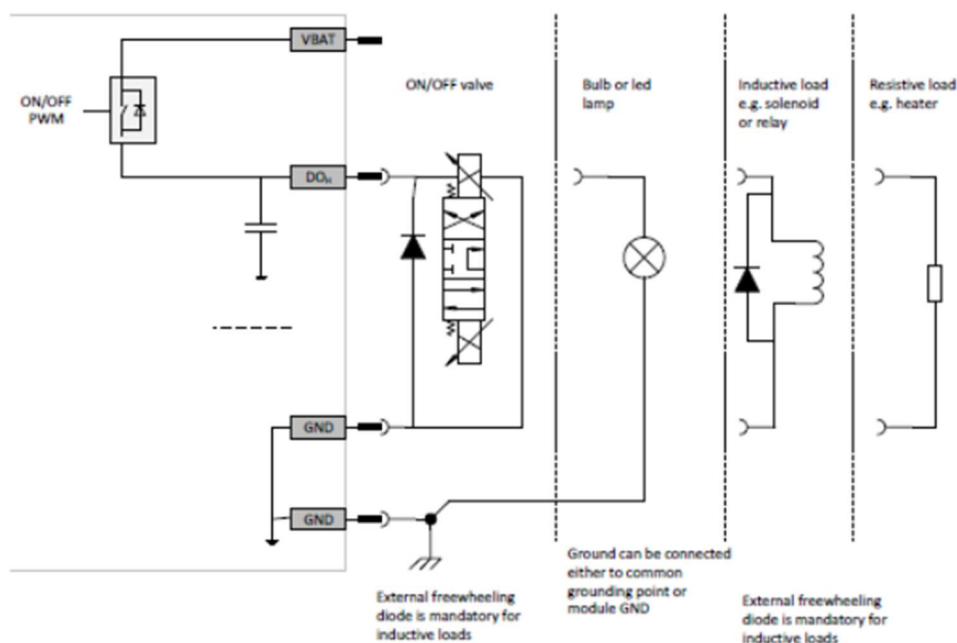 VBAT
ON/OFF
PWM
DOH
GND
GND
ON/OFF valve
External freewheeling
diode is mandatory for
inductive loads
Bulb or led
lamp
Ground can be connected
either to common
grounding point or
module GND
Inductive load
e.g. solenoid
or relay
External freewheeling
diode is mandatory for
inductive loads
Resistive load
e.g. heater